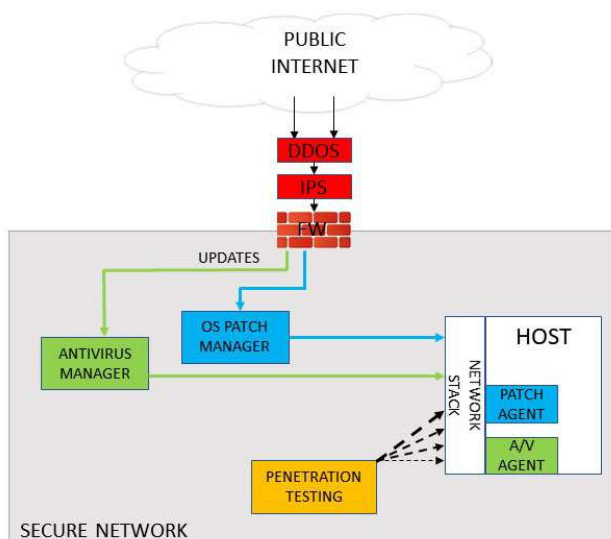 PUBLIC
INTERNET
DDOS
IPS
FW
UPDATES
OS PATCH
MANAGER
ANTIVIRUS
MANAGER
HOST
NETWORK
STACK
PATCH
AGENT
A/V
AGENT
PENETRATION
TESTING
SECURE NETWORK